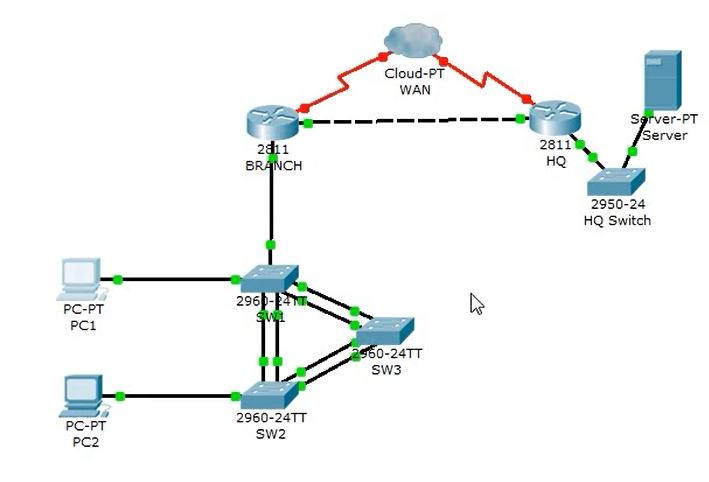 Cloud-PT
WAN
Server-PT
Server
2811
BRANCH
2811
HQ
2950-24
HQ Switch
2960-24TT
SW1
PC-PT
PC1
2960-24TT
SW3
2960-24TT
SW2
PC-PT
PC2